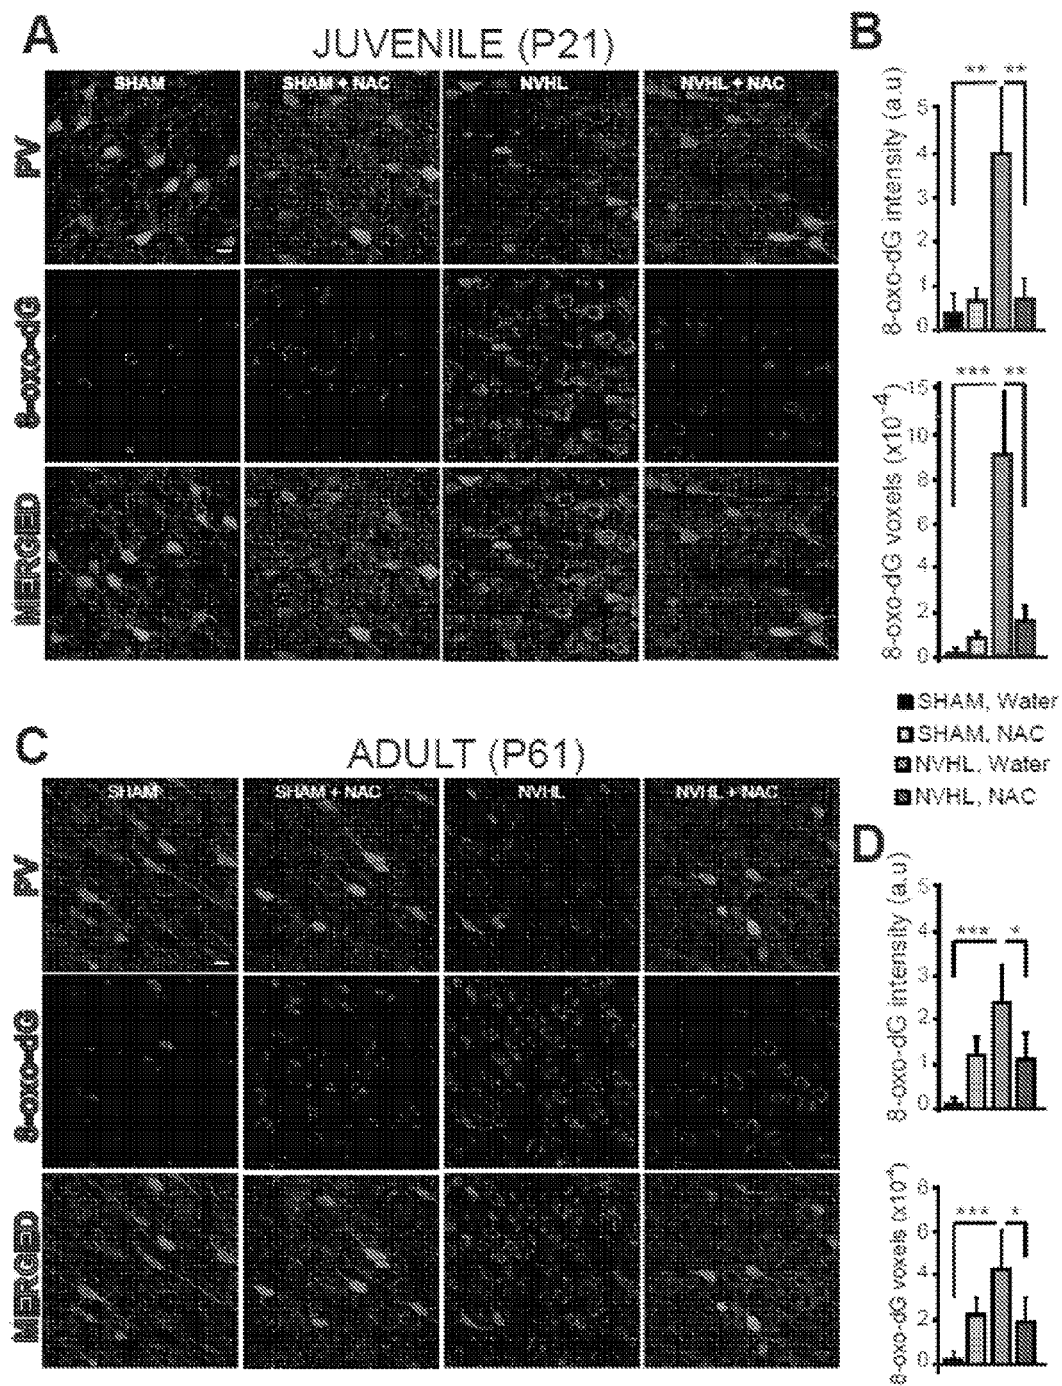 A
JUVENILE (P21)
SHAM
SHAM + NAC
NVHL
NVHL + NAC
PV
8-oxo-dG
MERGED
B
8-oxo-dG intensity (a.u)
5
4
3
2
1
0
** **
8-oxo-dG voxels (x10⁻⁴)
15
10
8
6
4
2
0
*** **
SHAM, Water
SHAM, NAC
NVHL, Water
NVHL, NAC
C
ADULT (P61)
SHAM
SHAM + NAC
NVHL
NVHL + NAC
PV
8-oxo-dG
MERGED
D
8-oxo-dG intensity (a.u)
5
4
3
2
1
0
*** *
8-oxo-dG voxels (x10⁻⁴)
8
6
4
2
0
*** *